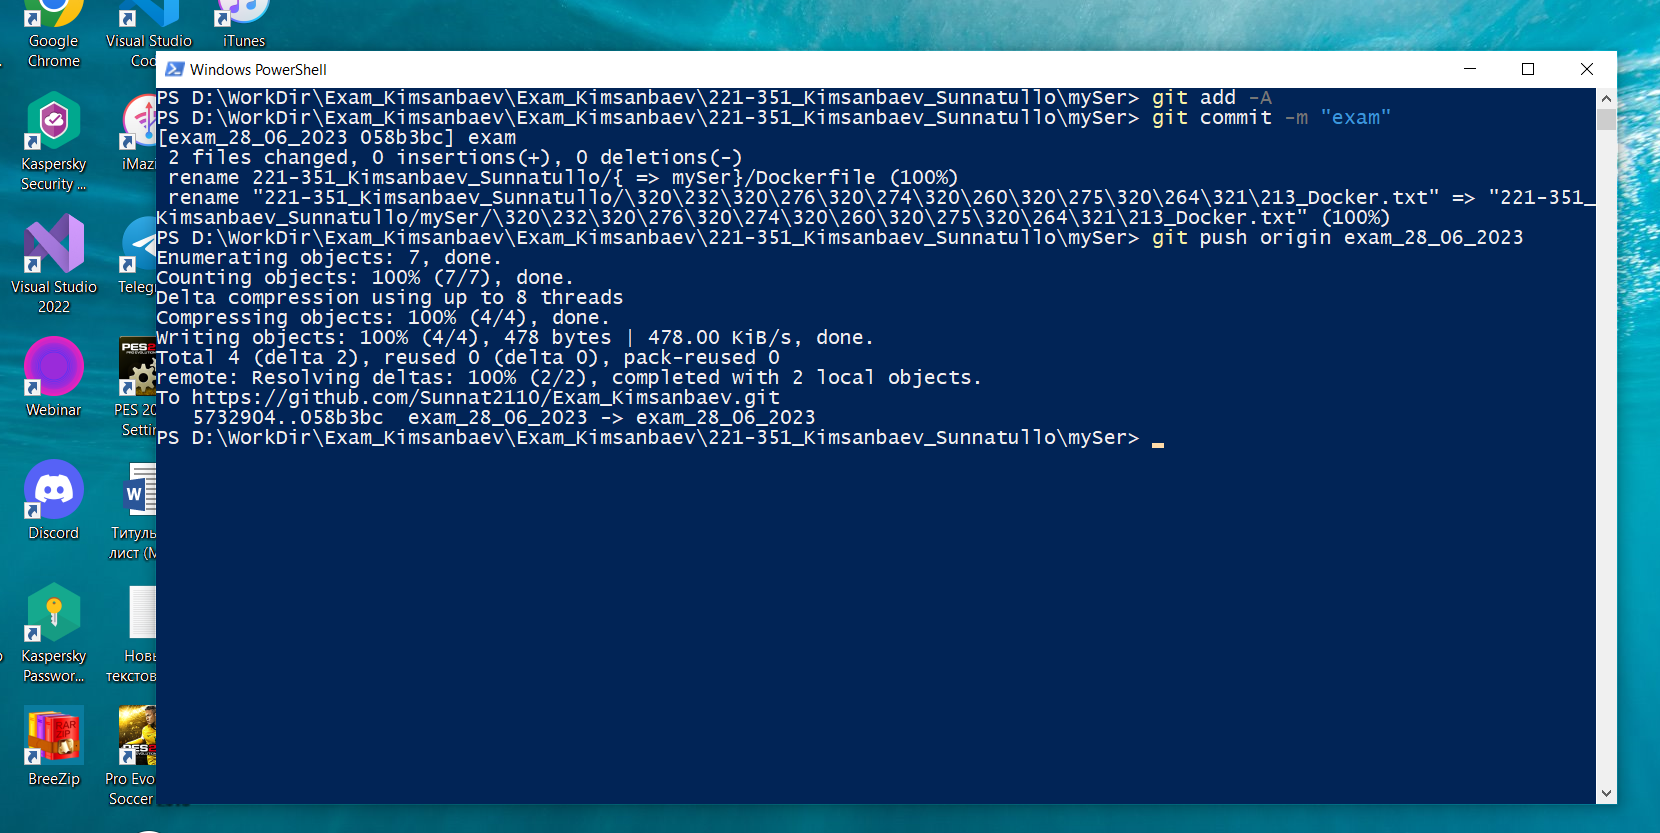 Google
Chrome
Visual Studio
iTunes
Windows PowerShell
PS D:\WorkDir\Exam_Kimsanbaev\Exam_Kimsanbaev\221-351_Kimsanbaev_Sunnatullo\mySer> git add -A
PS D:\WorkDir\Exam_Kimsanbaev\Exam_Kimsanbaev\221-351_Kimsanbaev_Sunnatullo\mySer> git commit -m "exam"
[exam_28_06_2023 058b3bc] exam
2 files changed, 0 insertions(+), 0 deletions(-)
rename 221-351_Kimsanbaev_Sunnatullo/{ => mySer}/Dockerfile (100%)
rename "221-351_Kimsanbaev_Sunnatullo/\320\232\320\276\320\274\320\260\320\275\320\264\321\213_Docker.txt" => "221-351_
Kimsanbaev_Sunnatullo/mySer/\320\232\320\276\320\274\320\260\320\275\320\264\321\213_Docker.txt" (100%)
PS D:\WorkDir\Exam_Kimsanbaev\Exam_Kimsanbaev\221-351_Kimsanbaev_Sunnatullo\mySer> git push origin exam_28_06_2023
Enumerating objects: 7, done.
Counting objects: 100% (7/7), done.
Delta compression using up to 8 threads
Compressing objects: 100% (4/4), done.
Writing objects: 100% (4/4), 478 bytes | 478.00 KiB/s, done.
Total 4 (delta 2), reused 0 (delta 0), pack-reused 0
remote: Resolving deltas: 100% (2/2), completed with 2 local objects.
To https://github.com/Sunnat2110/Exam_Kimsanbaev.git
5732904..058b3bc exam_28_06_2023 -> exam_28_06_2023
PS D:\WorkDir\Exam_Kimsanbaev\Exam_Kimsanbaev\221-351_Kimsanbaev_Sunnatullo\mySer>
Kaspersky
Security ...
Visual Studio
2022
Webinar
PES 20
Discord
лист (
Kaspersky
Passwor...
BreeZip
Pro Evo
Soccer